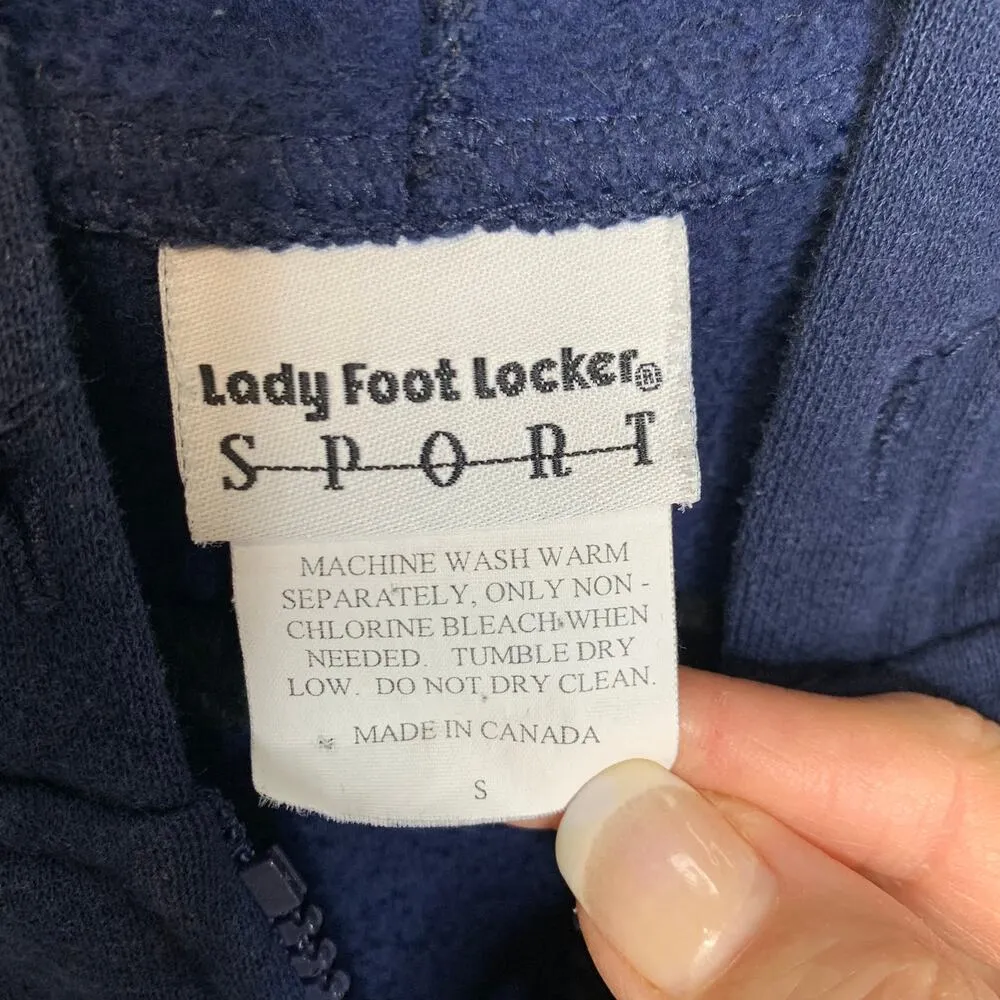 Lady Foot Locker®
SPORT
MACHINE WASH WARM
SEPARATELY, ONLY NON -
CHLORINE BLEACH WHEN
NEEDED. TUMBLE DRY
LOW. DO NOT DRY CLEAN.
MADE IN CANADA
S